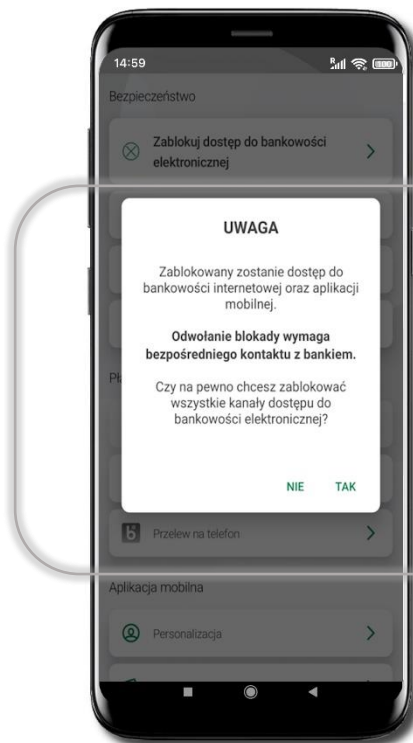 14:59
R
Bezpieczeństwo
Zablokuj dostęp do bankowości
elektronicznej
UWAGA
Zablokowany zostanie dostęp do
bankowości internetowej oraz aplikacji
mobilnej.
Odwołanie blokady wymaga
bezpośredniego kontaktu z bankiem.
Czy na pewno chcesz zablokować
wszystkie kanały dostępu do
bankowości elektronicznej?
NIE TAK
Przelew na telefon
Aplikacja mobilna
Personalizacja